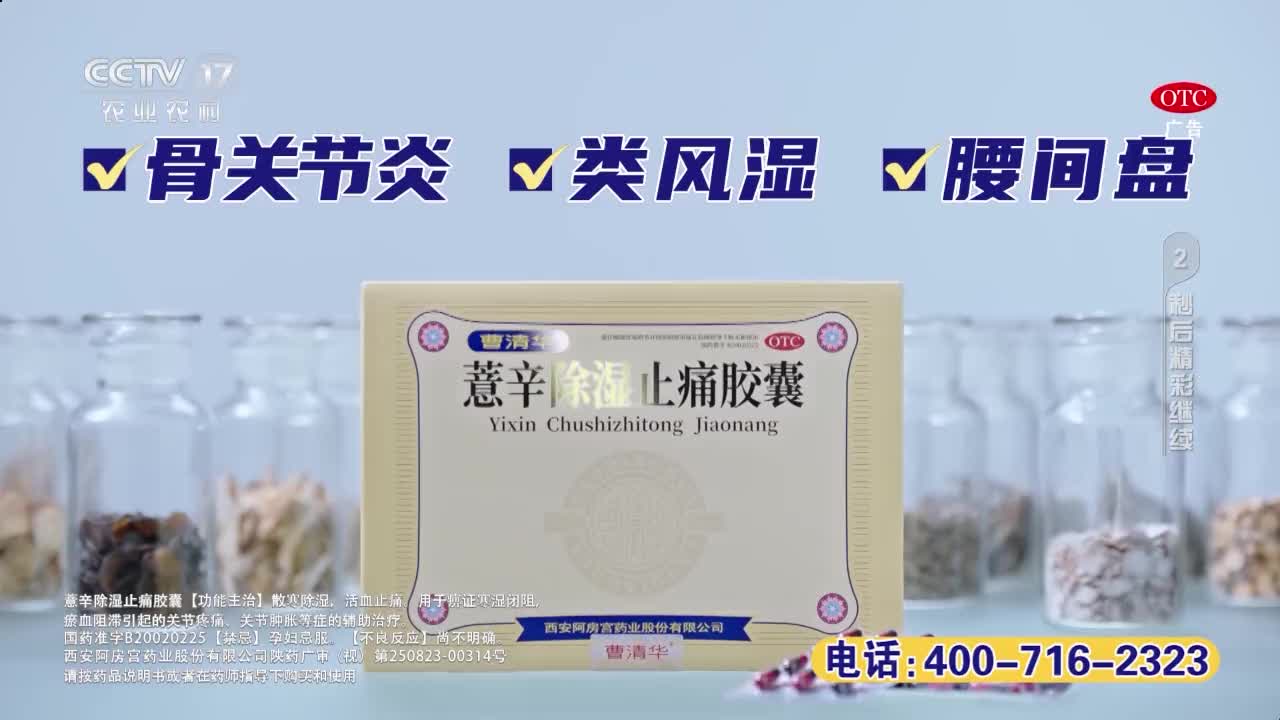 CCTV 17
农业农村
OTC
广告
骨关节炎 类风湿 腰间盘
2
秒后精彩继续
曹清华
OTC
薏辛除湿止痛胶囊
Yixin Chushizhitong Jiaonang
西安阿房宫药业股份有限公司
曹清华
薏辛除湿止痛胶囊【功能主治】散寒除湿，活血止痛。用于痹证寒湿闭阻，
瘀血阻滞引起的关节疼痛、关节肿胀等症的辅助治疗。
国药准字B20020225【禁忌】孕妇忌服。【不良反应】尚不明确。
西安阿房宫药业股份有限公司陕药广审（视）第250823-00314号
请按药品说明书或者在药师指导下购买和使用
电话：400-716-2323